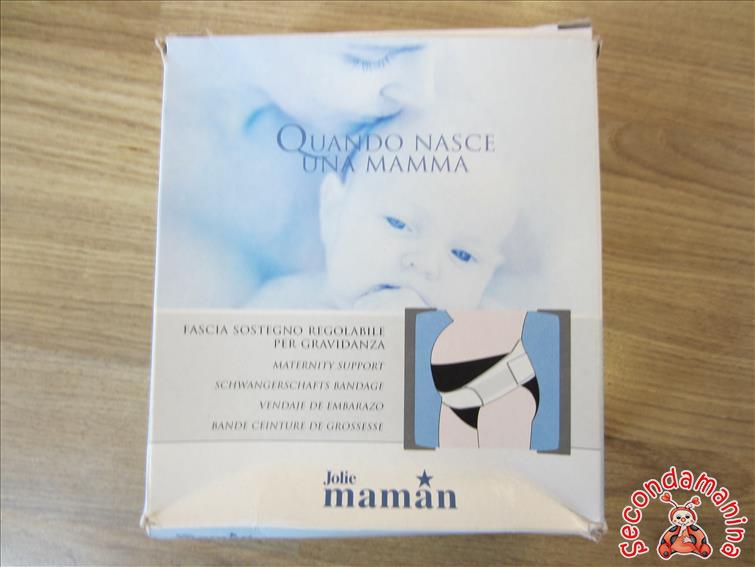 QUANDO NASCE
UNA MAMMA
FASCIA SOSTEGNO REGOLABILE
PER GRAVIDANZA
MATERNITY SUPPORT
SCHWANGERSCHAFTS BANDAGE
VENDAJE DE EMBARAZO
BANDE CEINTURE DE GROSSESSE
Jolie
maman
secondamanina